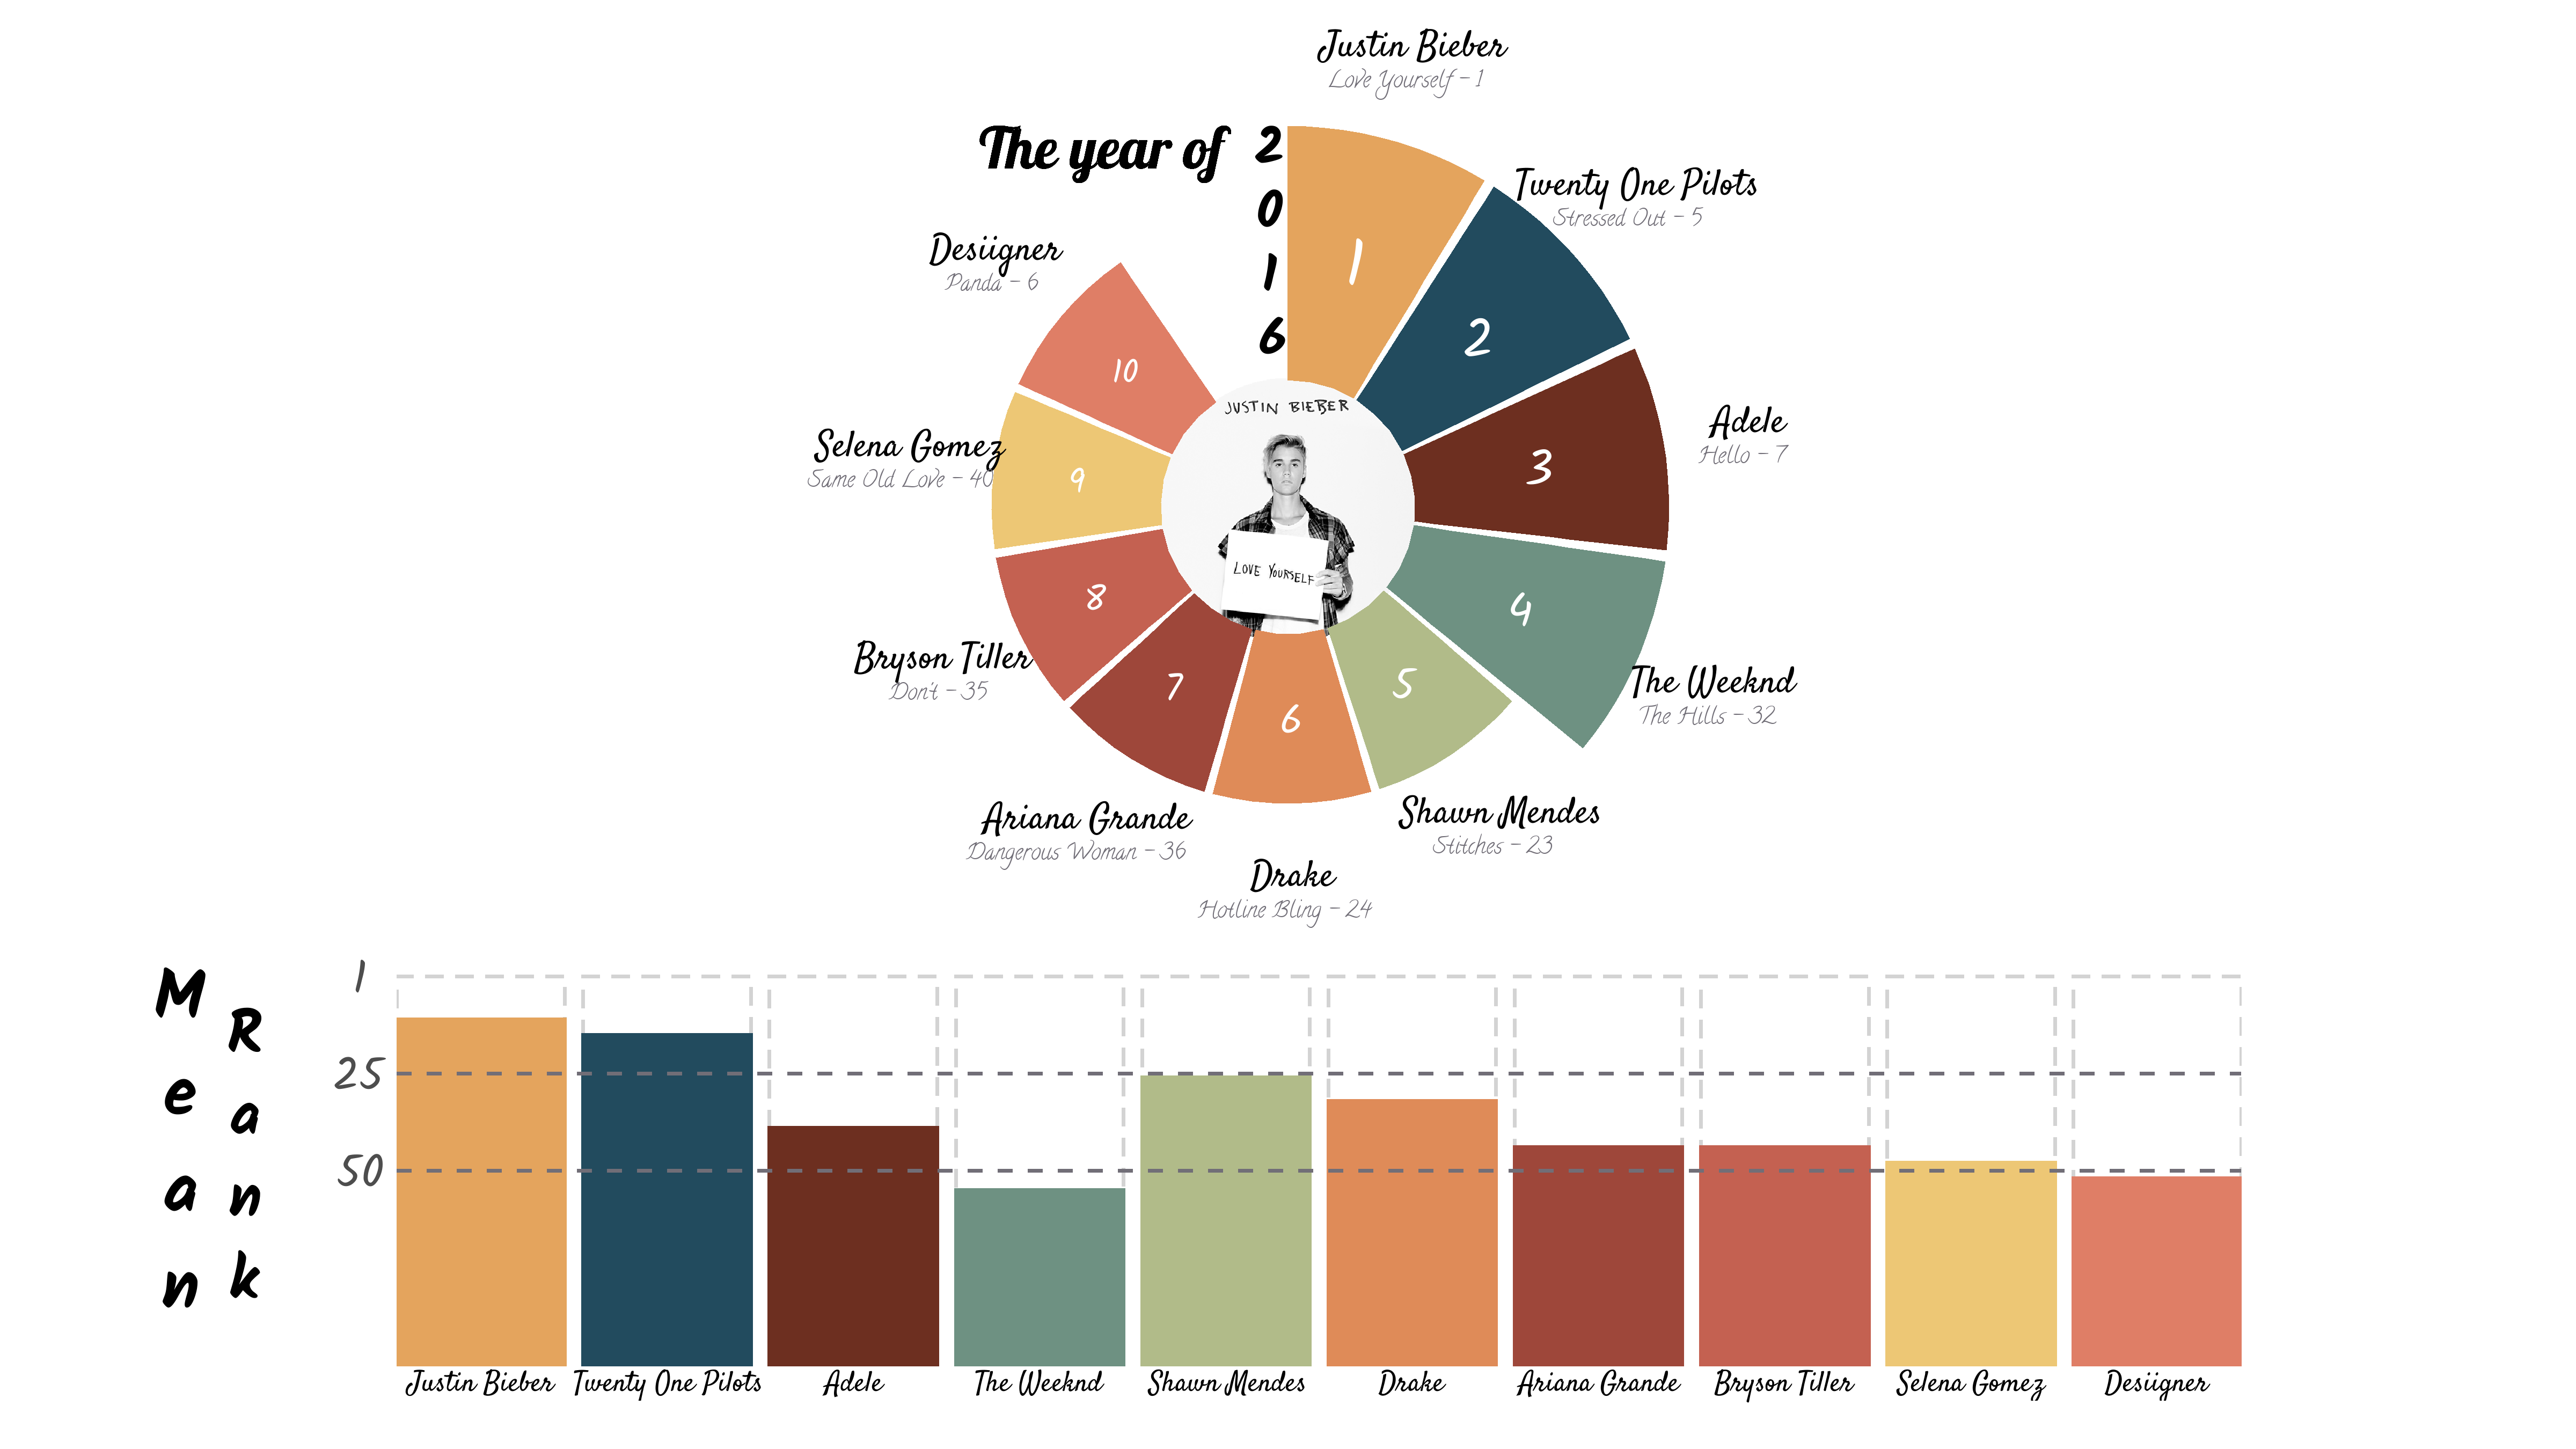 Justin Bieber
Love Yourself - 1
The year of 2016
Twenty One Pilots
Stressed Out - 5
Desiigner
Panda - 6
Adele
Hello - 7
Selena Gomez
Same Old Love - 40
The Weeknd
The Hills - 32
Bryson Tiller
Don't - 35
Shawn Mendes
Stitches - 23
Ariana Grande
Dangerous Woman - 36
Drake
Hotline Bling - 24
1
2
3
4
5
6
7
8
9
10
JUSTIN BIEBER
LOVE YOURSELF
Mean
Rank
1
25
50
Justin Bieber
Twenty One Pilots
Adele
The Weeknd
Shawn Mendes
Drake
Ariana Grande
Bryson Tiller
Selena Gomez
Desiigner